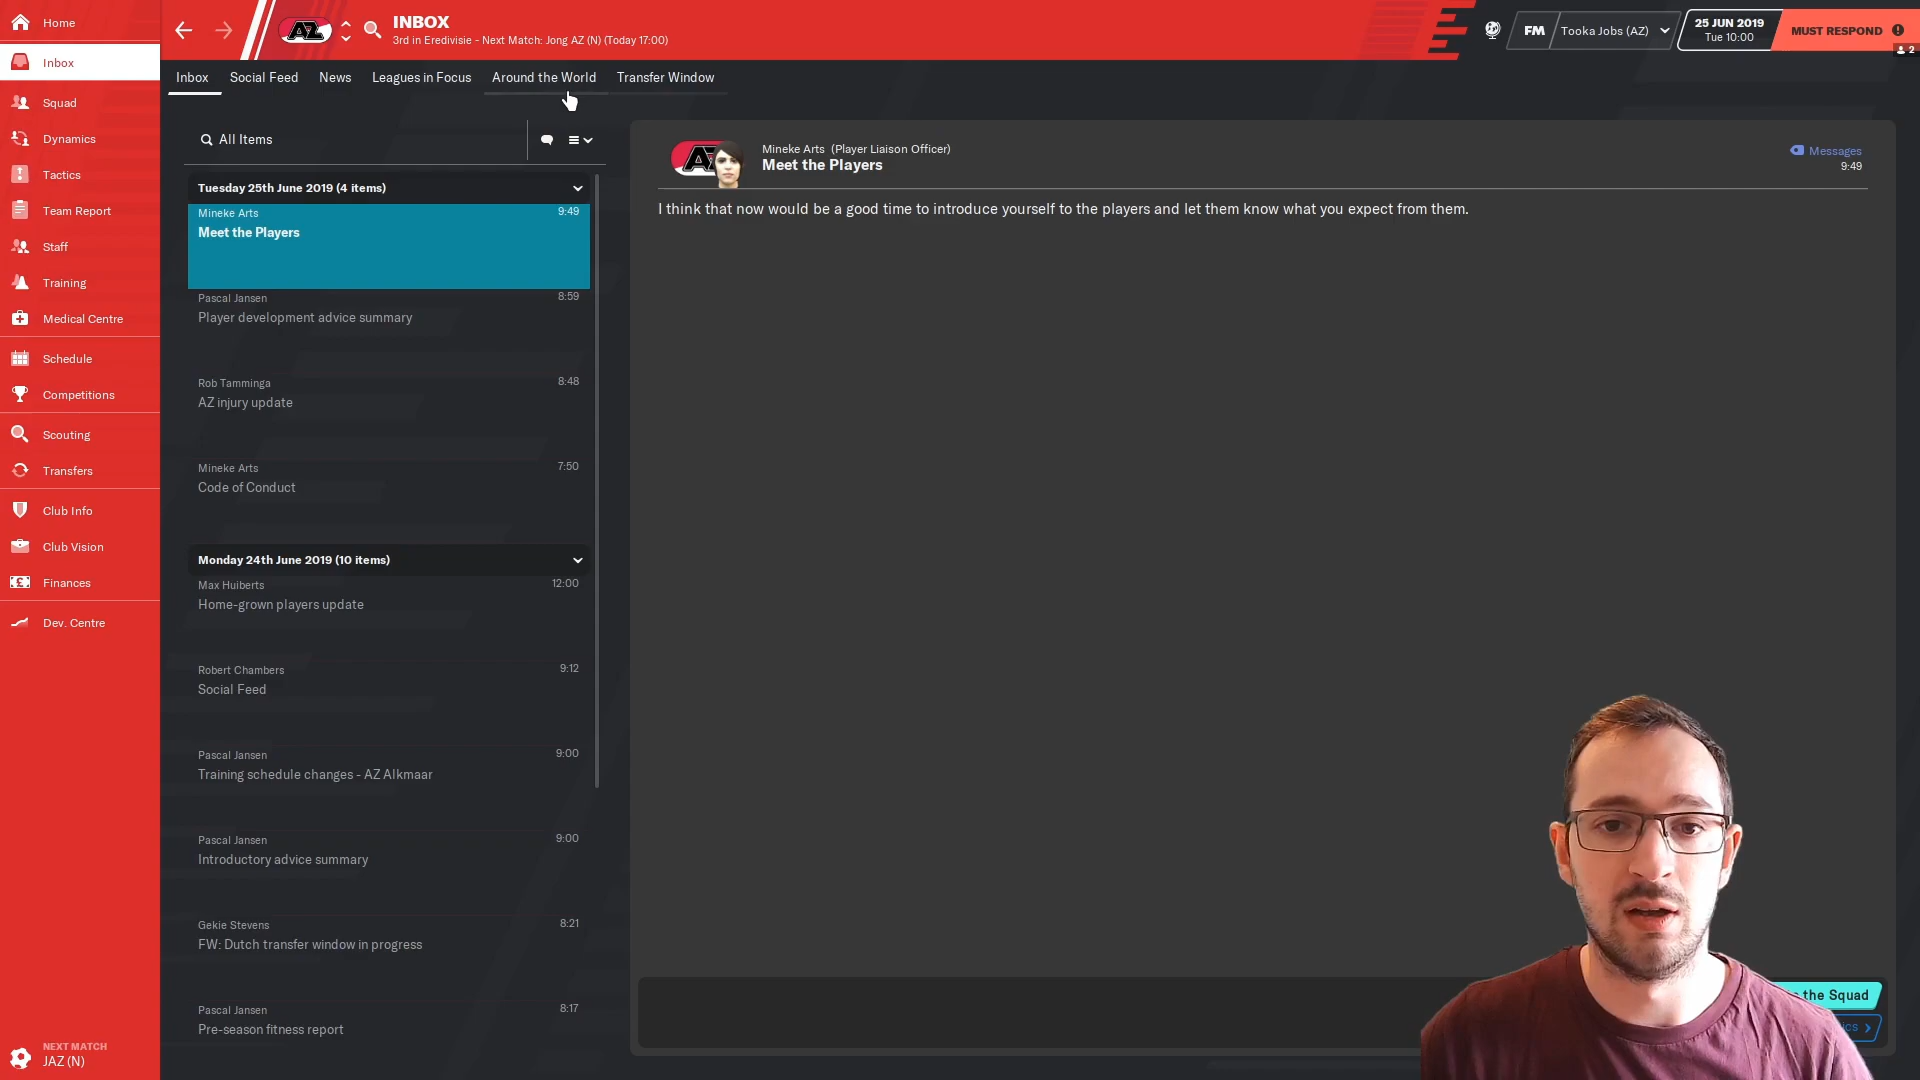 Home
Inbox
Squad
Dynamics
Tactics
Team Report
Staff
Training
Medical Centre
Schedule
Competitions
Scouting
Transfers
Club Info
Club Vision
Finances
Dev. Centre
NEXT MATCH
JAZ (N)
AZ
INBOX
3rd in Eredivisie - Next Match: Jong AZ (N) (Today 17:00)
FM
Tooka Jobs (AZ)
25 JUN 2019
Tue 10:00
MUST RESPOND
2
Inbox
Social Feed
News
Leagues in Focus
Around the World
Transfer Window
All Items
Tuesday 25th June 2019 (4 items)
Mineke Arts 9:49
Meet the Players
Pascal Jansen 8:59
Player development advice summary
Rob Tamminga 8:48
AZ injury update
Mineke Arts 7:50
Code of Conduct
Monday 24th June 2019 (10 items)
Max Huiberts 12:00
Home-grown players update
Robert Chambers 9:12
Social Feed
Pascal Jansen 9:00
Training schedule changes - AZ Alkmaar
Pascal Jansen 9:00
Introductory advice summary
Gekie Stevens 8:21
FW: Dutch transfer window in progress
Pascal Jansen 8:17
Pre-season fitness report
Mineke Arts (Player Liaison Officer)
Meet the Players
Messages
9:49
I think that now would be a good time to introduce yourself to the players and let them know what you expect from them.
the Squad